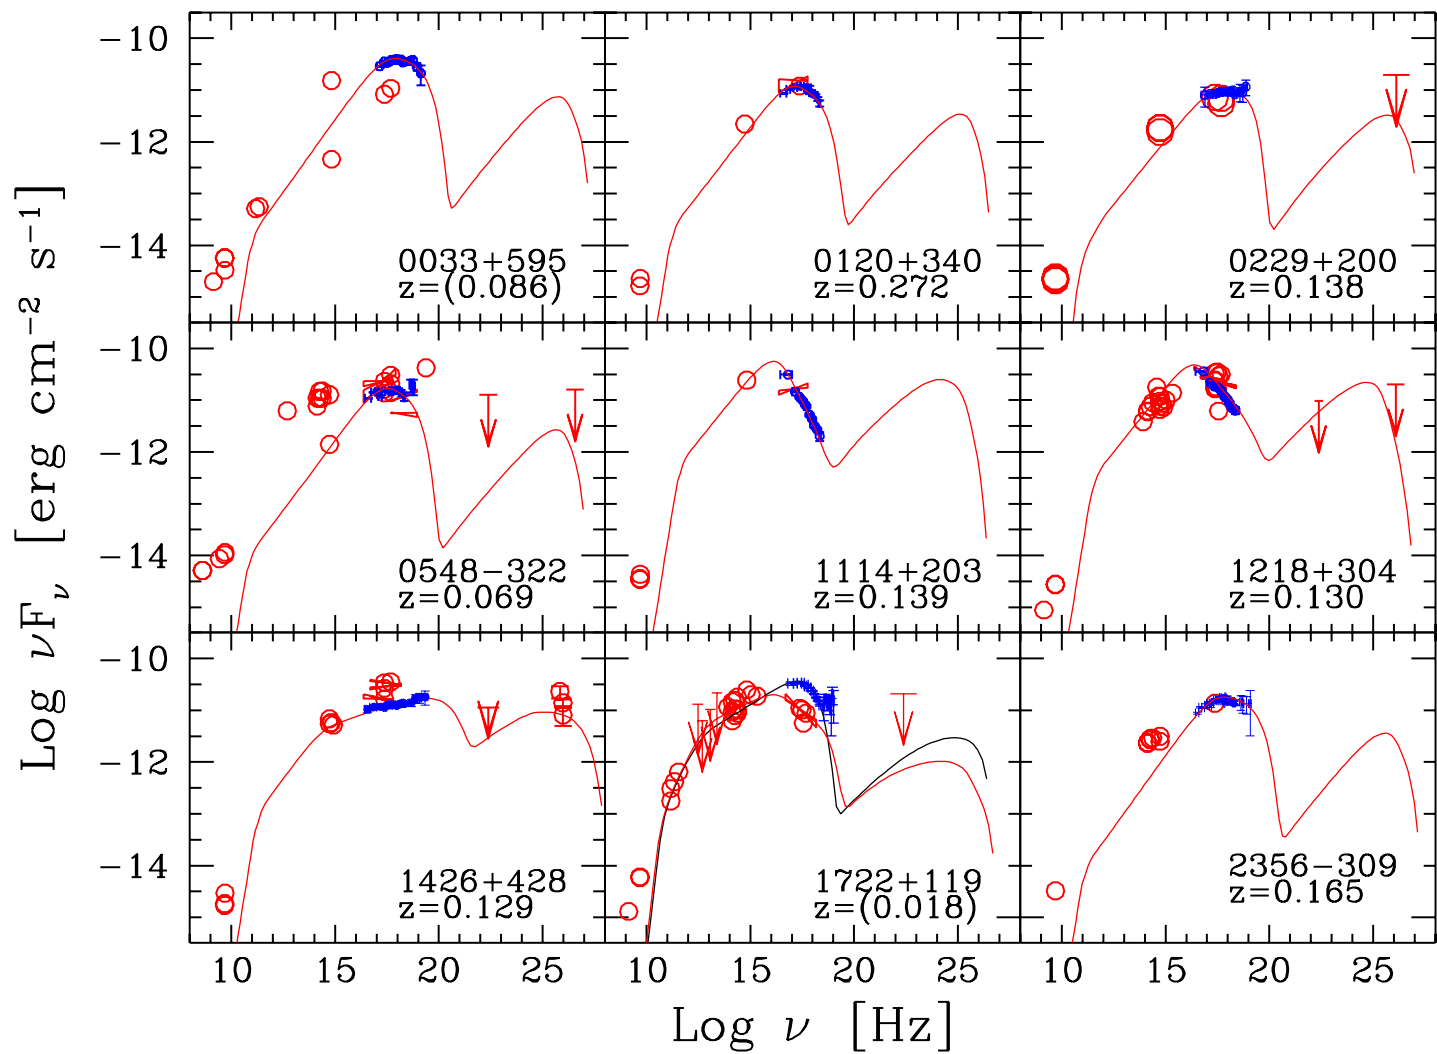 Log νFν [erg cm−2 s−1]
−10
−12
−14
0033+595
z=(0.086)
0120+340
z=0.272
0229+200
z=0.138
−10
−12
−14
0548−322
z=0.069
1114+203
z=0.139
1218+304
z=0.130
−10
−12
−14
1426+428
z=0.129
1722+119
z=(0.018)
2356−309
z=0.165
10 15 20 25 10 15 20 25 10 15 20 25
Log ν [Hz]